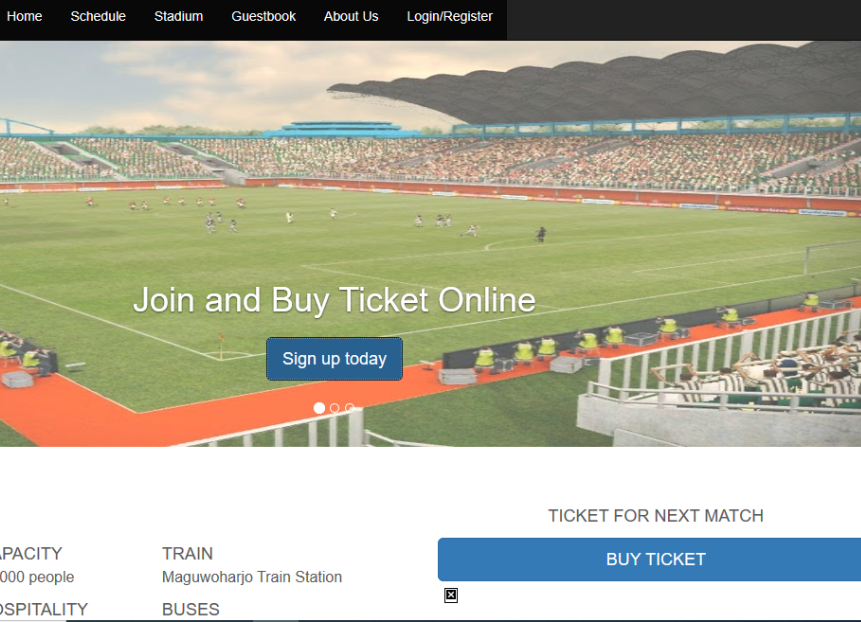 Home Schedule Stadium Guestbook About Us Login/Register
Join and Buy Ticket Online
Sign up today
TICKET FOR NEXT MATCH
BUY TICKET
APACITY
000 people
OSPITALITY
TRAIN
Maguwoharjo Train Station
BUSES